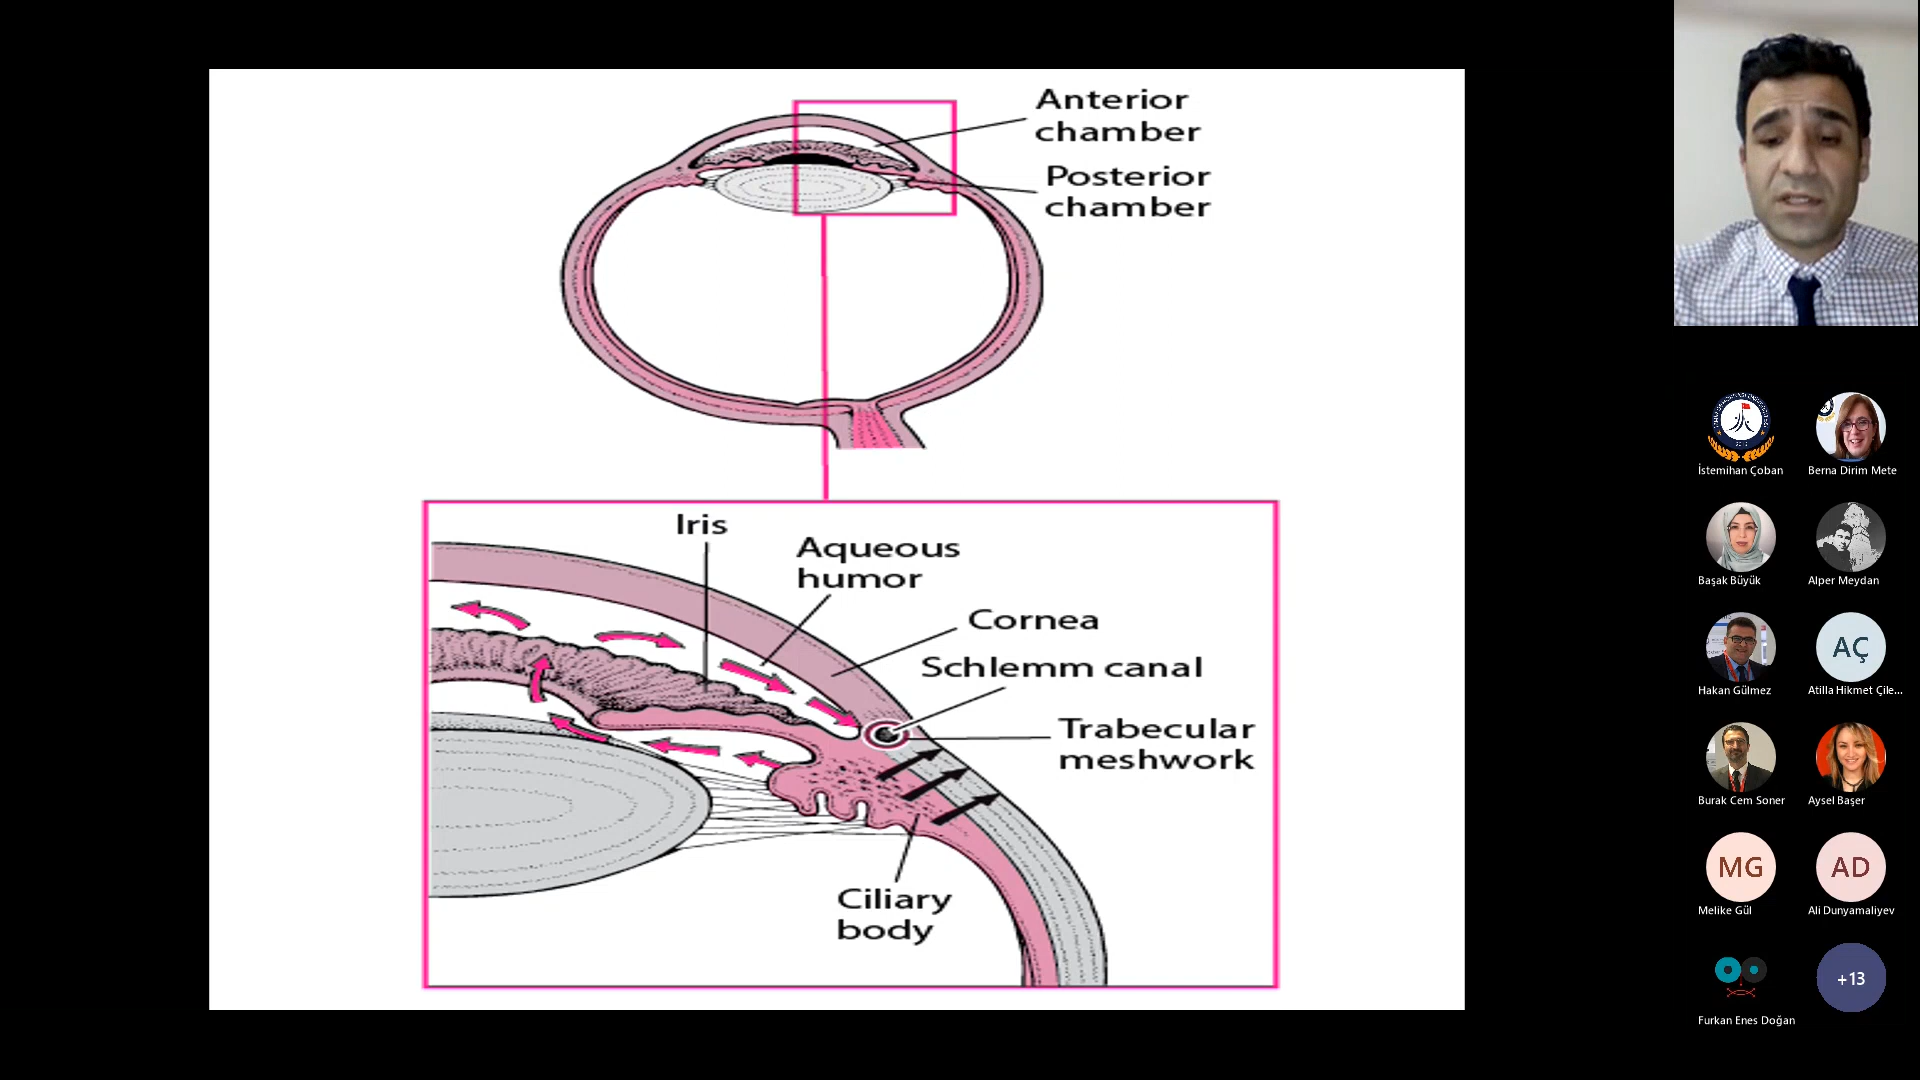 Anterior
chamber
Posterior
chamber
Iris
Aqueous
humor
Cornea
Schlemm canal
Trabecular
meshwork
Ciliary
body
İstemihan Çoban
Berna Dirim Mete
Başak Büyük
Alper Meydan
Hakan Gülmez
AÇ
Atilla Hikmet Çile...
Burak Cem Soner
Aysel Başer
MG
Melike Gül
AD
Ali Dunyamaliyev
Furkan Enes Doğan
+13